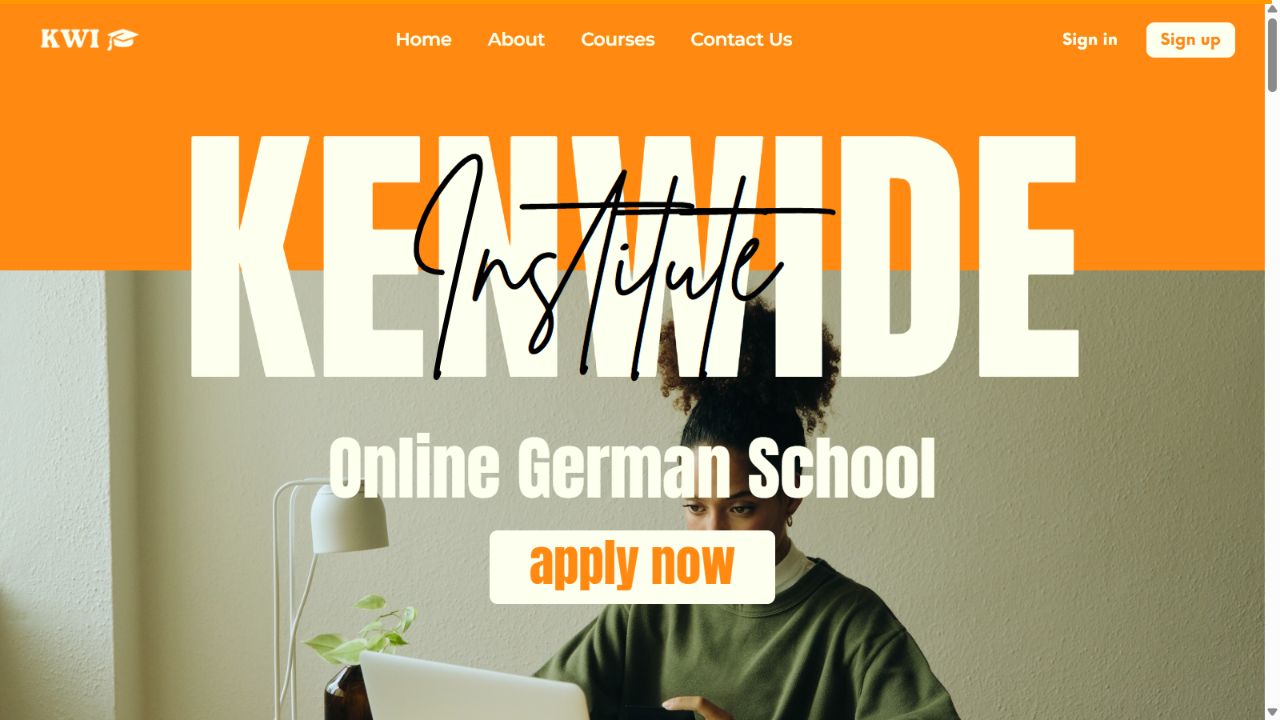 KWI
Home About Courses Contact Us
Sign in Sign up
KENWIDE
Institute
Online German School
apply now